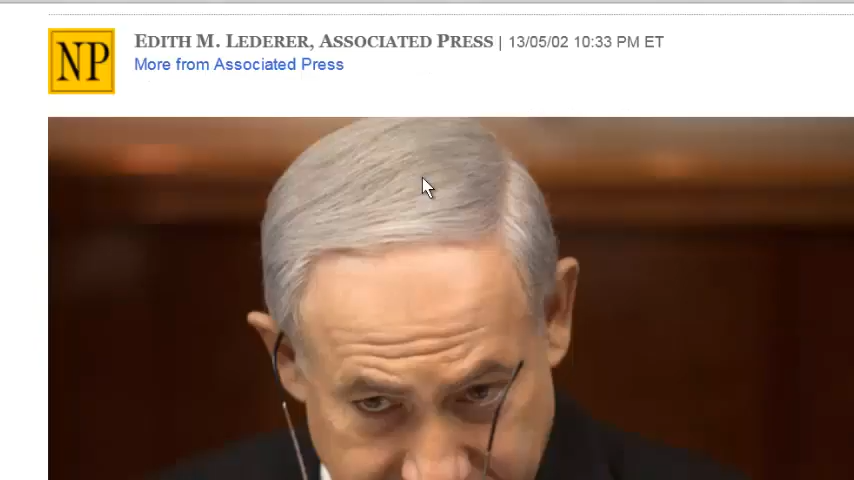 NP
EDITH M. LEDERER, ASSOCIATED PRESS | 13/05/02 10:33 PM ET
More from Associated Press